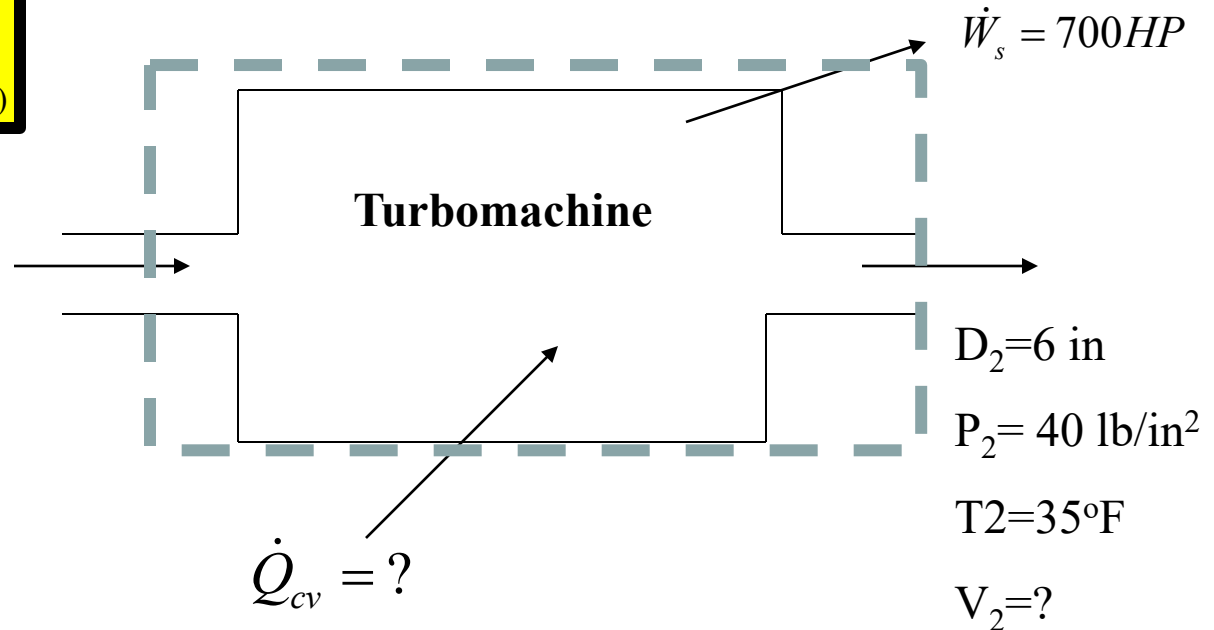 )
Ẇₛ = 700HP
Turbomachine
D₂=6 in
P₂= 40 lb/in²
T2=35ᵒF
V₂=?
Q̇cv = ?